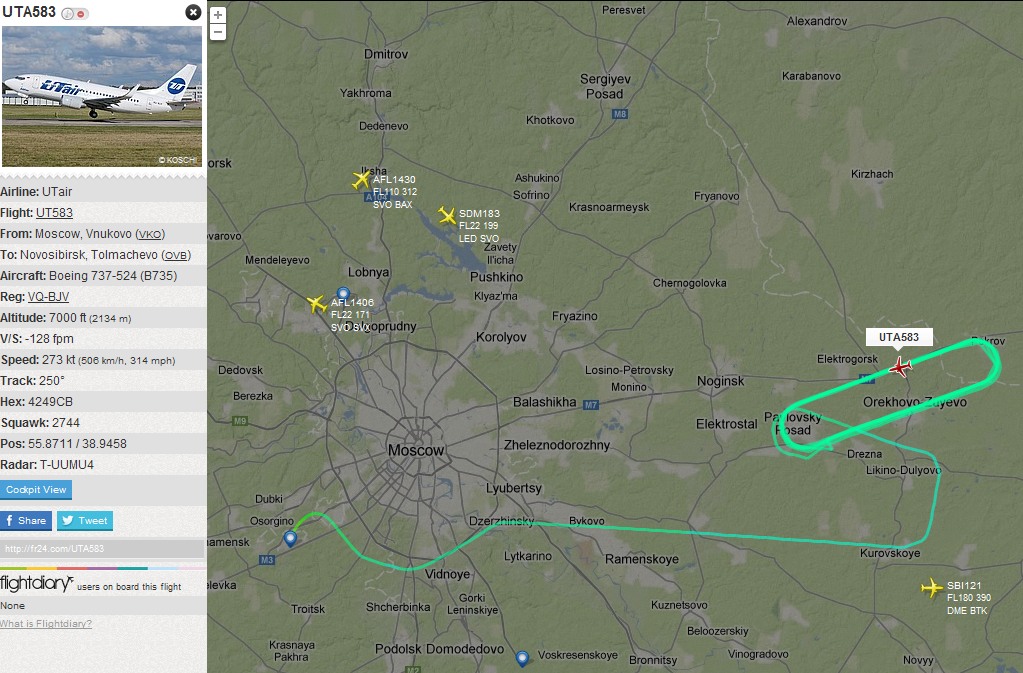 UTA583
UTair
© KOSCHI
Airline: UTair
Flight: UT583
From: Moscow, Vnukovo (VKO)
To: Novosibirsk, Tolmachevo (OVB)
Aircraft: Boeing 737-524 (B735)
Reg: VQ-BJV
Altitude: 7000 ft (2134 m)
V/S: -128 fpm
Speed: 273 kt (506 km/h, 314 mph)
Track: 250°
Hex: 4249CB
Squawk: 2744
Pos: 55.8711 / 38.9458
Radar: T-UUMU4
Cockpit View
Share
Tweet
http://fr24.com/UTA583
flightdiary users on board this flight
None
What is Flightdiary?
+
−
Peresvet
Alexandrov
Dmitrov
Sergiyev
Posad
Karabanovo
Yakhroma
M8
Khotkovo
Dedenevo
orsk
Iksha
AFL1430
FL110 312
SVO BAX
Ashukino
Sofrino
Kirzhach
Fryanovo
Krasnoarmeysk
SDM183
FL22 199
LED SVO
varovo
Zavety
Il'icha
Mendeleyevo
Lobnya
Pushkino
Klyaz'ma
Chernogolovka
AFL1406
FL22 171
Dolgoprudny
Fryazino
Korolyov
UTA583
Pokrov
Elektrogorsk
Dedovsk
Losino-Petrovsky
Monino
Noginsk
Berezka
Balashikha
M7
Orekhovo-Zuyevo
M9
Elektrostal
Pavlovsky
Posad
Moscow
Zheleznodorozhny
Drezna
Likino-Dulyovo
Lyubertsy
Dubki
Osorgino
Dzerzhinsky
Bykovo
namensk
M3
Lytkarino
Ramenskoye
Kurovskoye
Vidnoye
elevka
SBI121
FL180 390
DME BTK
Troitsk
Shcherbinka
Gorki
Leninskiye
Kuznetsovo
Beloozerskiy
Krasnaya
Pakhra
Podolsk
Domodedovo
Voskresenskoye
Bronnitsy
Vinogradovo
Novyy
M2